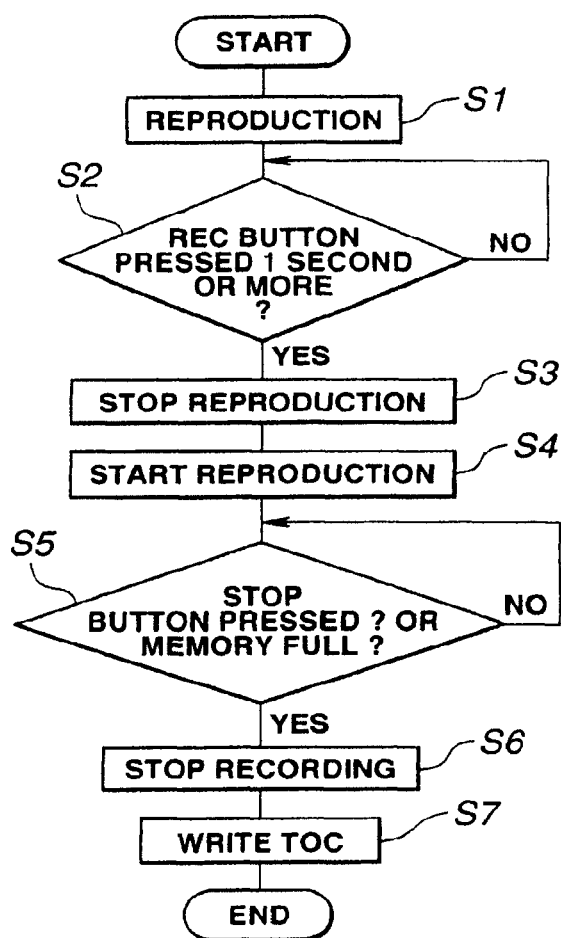 START
REPRODUCTION
S1
S2
REC BUTTON
PRESSED 1 SECOND
OR MORE
?
NO
YES
STOP REPRODUCTION
S3
START REPRODUCTION
S4
S5
STOP
BUTTON PRESSED ? OR
MEMORY FULL ?
NO
YES
STOP RECORDING
S6
WRITE TOC
S7
END